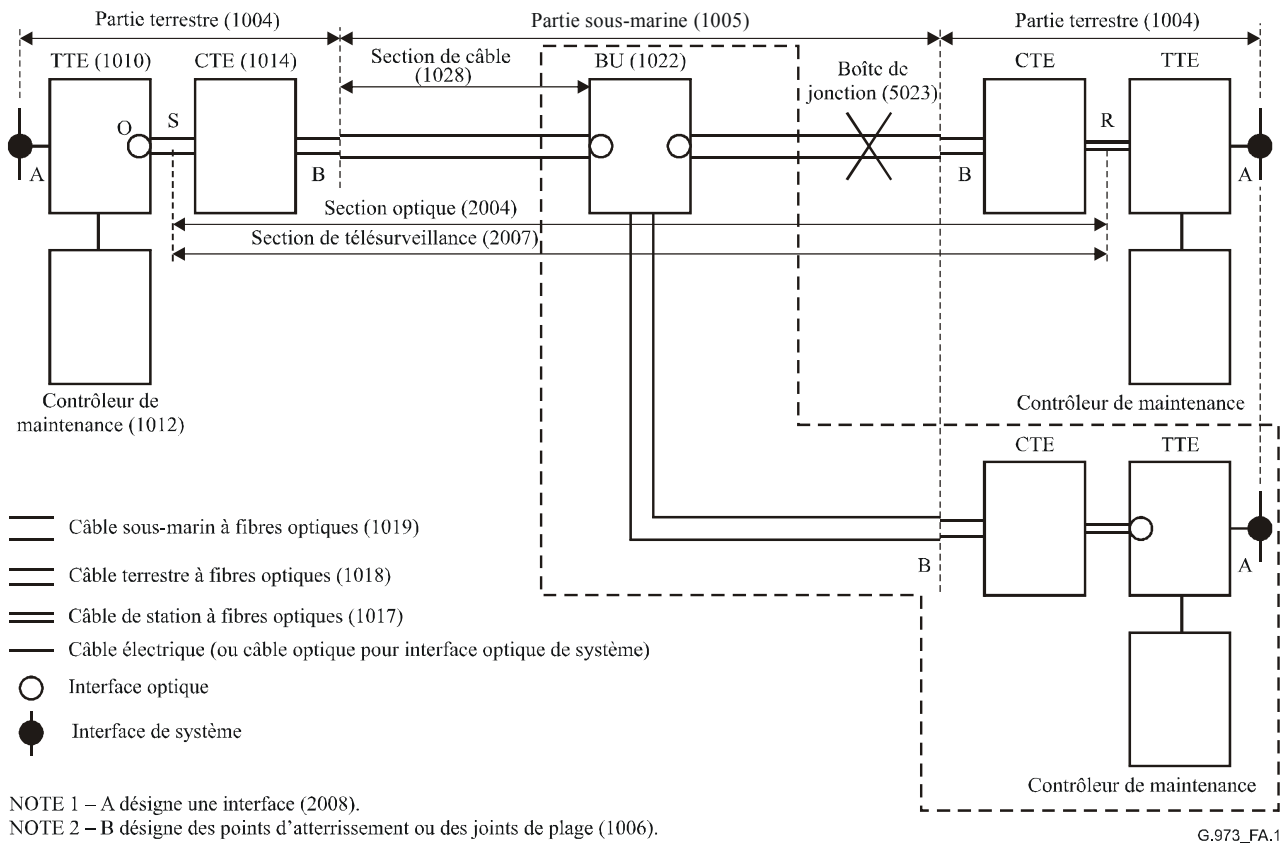 Partie terrestre (1004)
Partie sous-marine (1005)
Partie terrestre (1004)
TTE (1010)
CTE (1014)
Section de câble
(1028)
BU (1022)
Boîte de
jonction (5023)
CTE
TTE
O
S
R
A
B
B
A
Section optique (2004)
Section de télésurveillance (2007)
Contrôleur de
maintenance (1012)
Contrôleur de maintenance
CTE
TTE
B
A
Câble sous-marin à fibres optiques (1019)
Câble terrestre à fibres optiques (1018)
Câble de station à fibres optiques (1017)
Câble électrique (ou câble optique pour interface optique de système)
Interface optique
Interface de système
Contrôleur de maintenance
NOTE 1 – A désigne une interface (2008).
NOTE 2 – B désigne des points d'atterrissement ou des joints de plage (1006).
G.973_FA.1